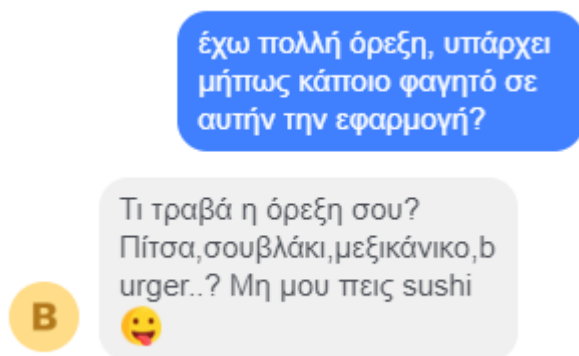 έχω πολλή όρεξη, υπάρχει
μήπως κάποιο φαγητό σε
αυτήν την εφαρμογή?
Τι τραβά η όρεξη σου?
Πίτσα,σουβλάκι,μεξικάνικο,b
urger..? Μη μου πεις sushi
😛
B